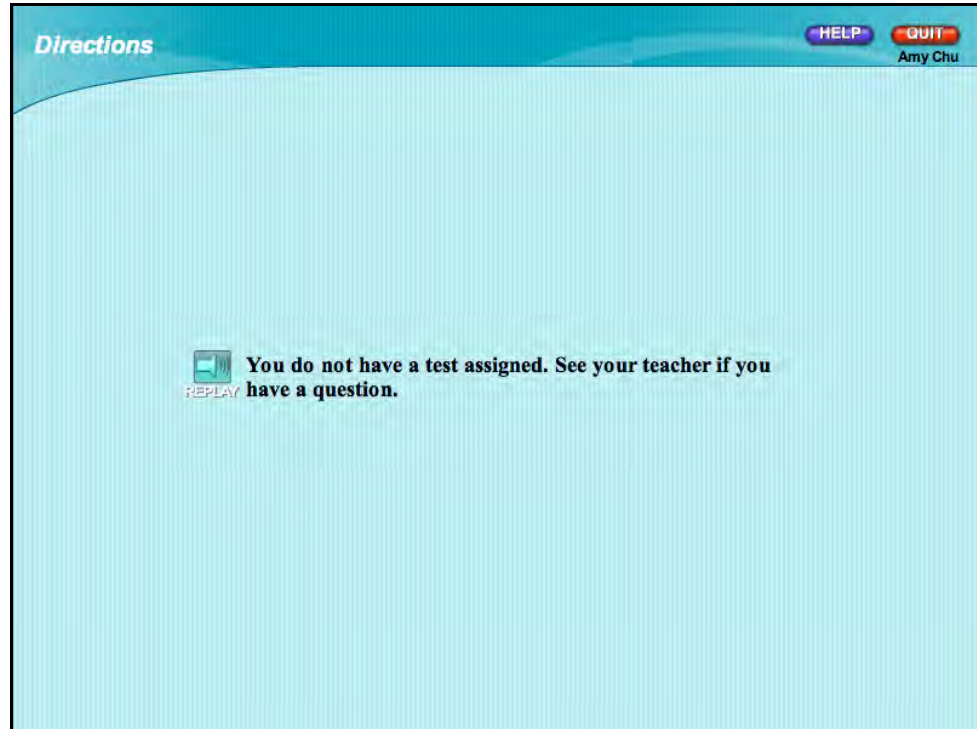 Directions
HELP
QUIT
Amy Chu
You do not have a test assigned. See your teacher if you
REPLAY
have a question.